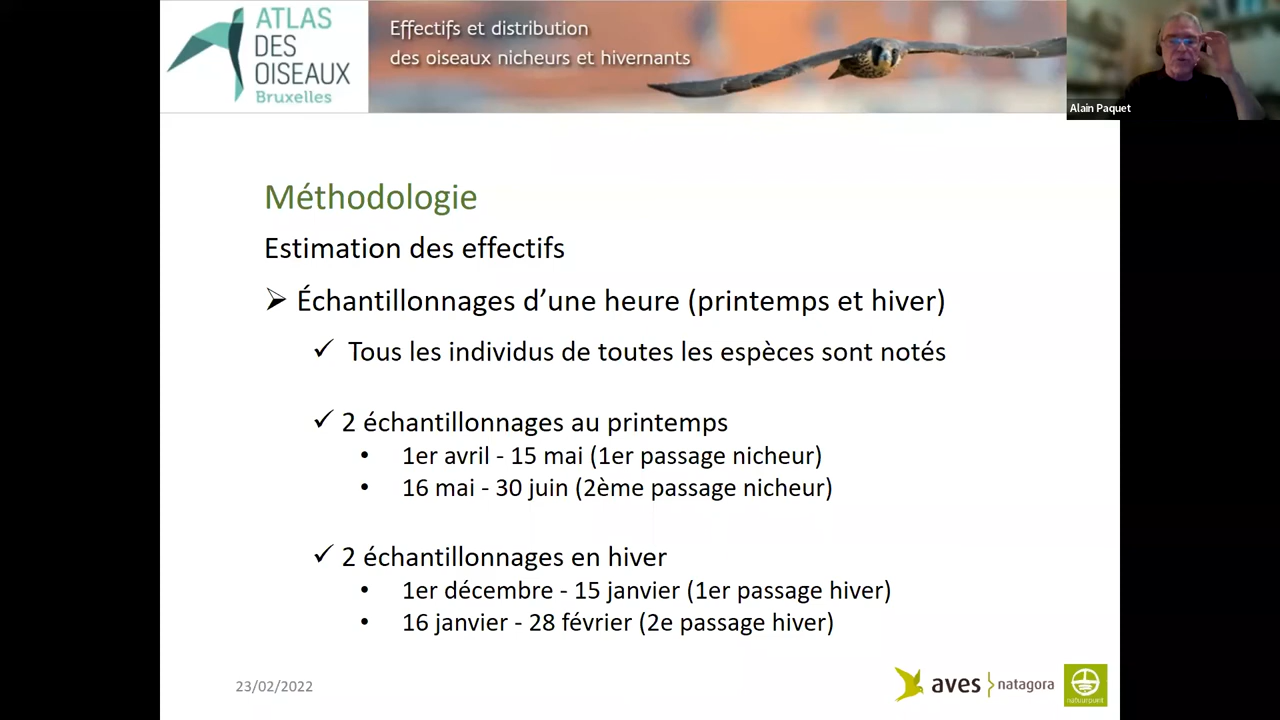 ATLAS
DES
OISEAUX
Bruxelles
Effectifs et distribution
des oiseaux nicheurs et hivernants
Alain Paquet
Méthodologie
Estimation des effectifs
➢ Échantillonnages d’une heure (printemps et hiver)
✓ Tous les individus de toutes les espèces sont notés
✓ 2 échantillonnages au printemps
• 1er avril - 15 mai (1er passage nicheur)
• 16 mai - 30 juin (2ème passage nicheur)
✓ 2 échantillonnages en hiver
• 1er décembre - 15 janvier (1er passage hiver)
• 16 janvier - 28 février (2e passage hiver)
23/02/2022
aves natagora
natuurpunt